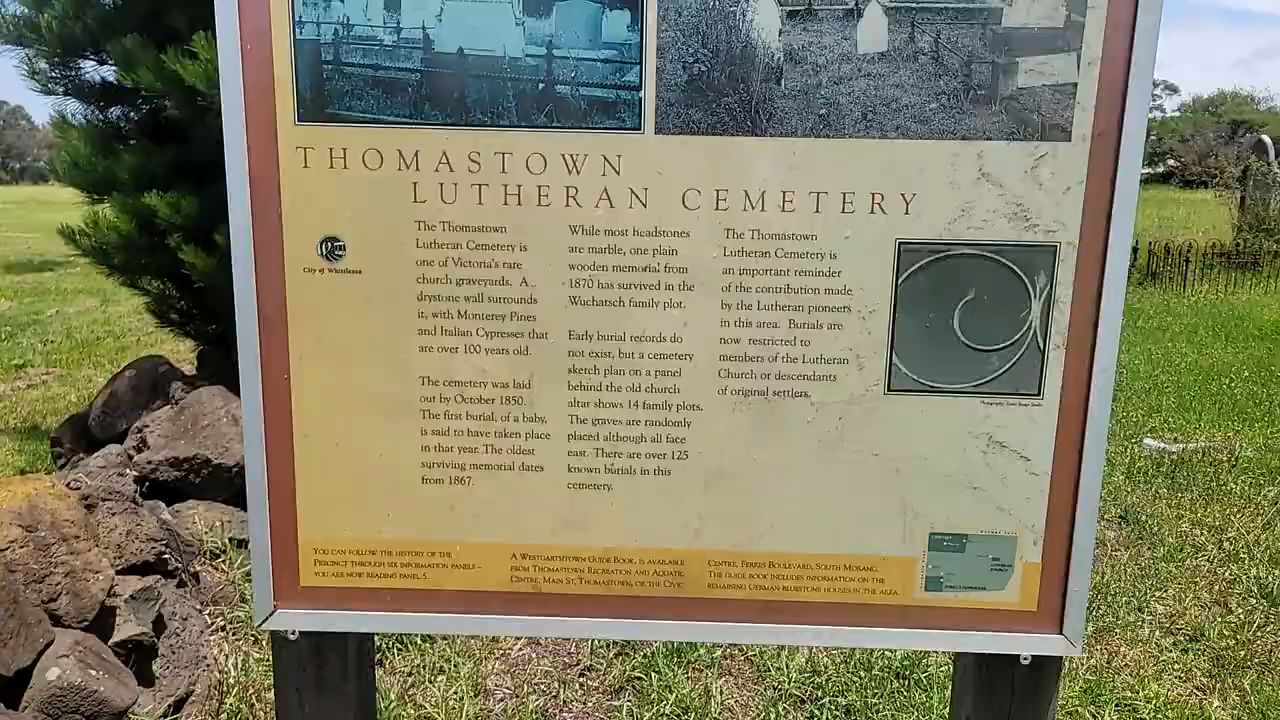 THOMASTOWN
LUTHERAN CEMETERY
City of Whittlesea
The Thomastown
Lutheran Cemetery is
one of Victoria's rare
church graveyards. A
drystone wall surrounds
it, with Monterey Pines
and Italian Cypresses that
are over 100 years old.
The cemetery was laid
out by October 1850.
The first burial, of a baby,
is said to have taken place
in that year. The oldest
surviving memorial dates
from 1867.
While most headstones
are marble, one plain
wooden memorial from
1870 has survived in the
Wuchatsch family plot.
Early burial records do
not exist, but a cemetery
sketch plan on a panel
behind the old church
altar shows 14 family plots.
The graves are randomly
placed although all face
east. There are over 125
known burials in this
cemetery.
The Thomastown
Lutheran Cemetery is
an important reminder
of the contribution made
by the Lutheran pioneers
in this area. Burials are
now restricted to
members of the Lutheran
Church or descendants
of original settlers.
YOU CAN FOLLOW THE HISTORY OF THE
PRECINCT THROUGH SIX INFORMATION PANELS –
YOU ARE NOW READING PANEL 5.
A WESTGARTHTOWN GUIDE BOOK, IS AVAILABLE
FROM THOMASTOWN RECREATION AND AQUATIC
CENTRE, MAIN ST, THOMASTOWN, OR THE CIVIC
CENTRE, FERRES BOULEVARD, SOUTH MORANG.
THE GUIDE BOOK INCLUDES INFORMATION ON THE
REMAINING GERMAN BLUESTONE HOUSES IN THE AREA.
LUTHERAN
CHURCH